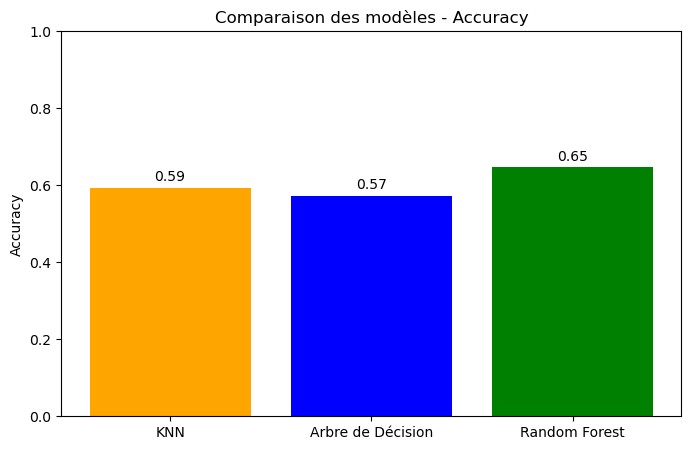 Comparaison des modèles - Accuracy
1.0
0.8
0.6
0.4
0.2
0.0
Accuracy
0.59
0.57
0.65
KNN
Arbre de Décision
Random Forest